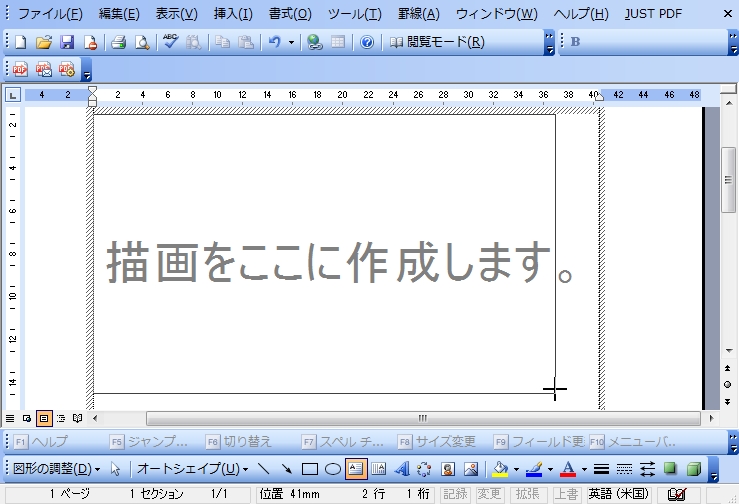 ファイル(F) 編集(E) 表示(V) 挿入(I) 書式(O) ツール(T) 罫線(A) ウィンドウ(W) ヘルプ(H) JUST PDF ×
ABC 閲覧モード(R) B
4 2 2 4 6 8 10 12 14 16 18 20 22 24 26 28 30 32 34 36 38 40 42 44 46 48
2
4
6
8
描画をここに作成します。
10
12
14
F1 ヘルプ F5 ジャンプ... F6 切り替え F7 スペル チ... F8 サイズ変更 F9 フィールド更 F10 メニューバ...
図形の調整(D) オートシェイプ(U) A A
1 ページ 1 セクション 1/1 位置 41mm 2 行 1 桁 記録 変更 拡張 上書 英語 (米国)